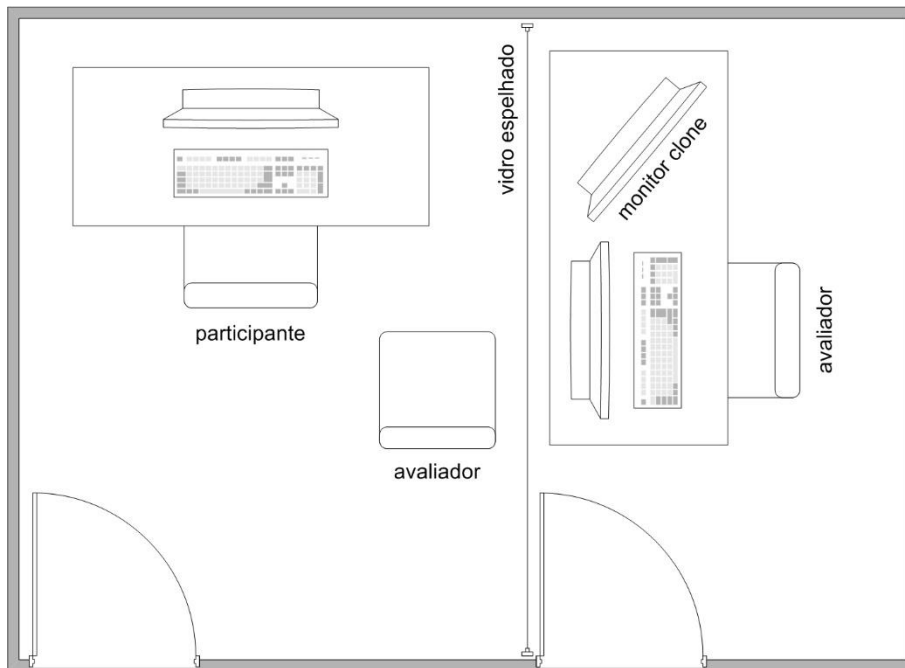 vidro espelhado
monitor clone
participante
avaliador
avaliador